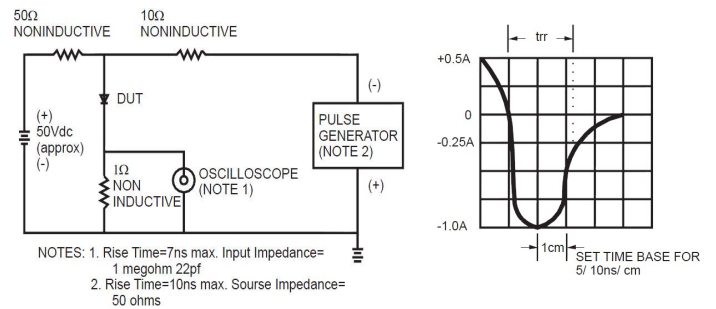 50Ω
NONINDUCTIVE
10Ω
NONINDUCTIVE
DUT
(+)
50Vdc
(approx)
(-)
1Ω
NON
INDUCTIVE
OSCILLOSCOPE
(NOTE 1)
(-)
PULSE
GENERATOR
(NOTE 2)
(+)
NOTES: 1. Rise Time=7ns max. Input Impedance=
1 megohm 22pf
2. Rise Time=10ns max. Sourse Impedance=
50 ohms
trr
+0.5A
0
-0.25A
-1.0A
1cm
SET TIME BASE FOR
5/ 10ns/ cm